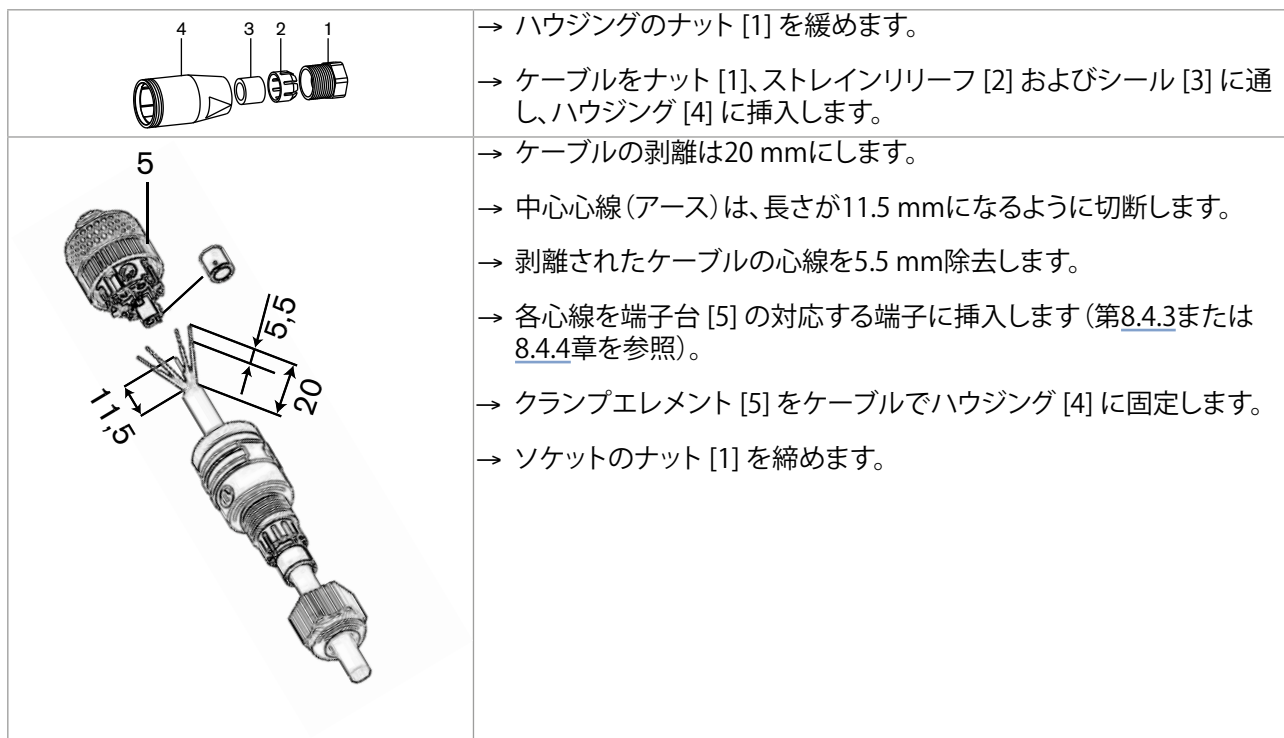 4 3 2 1
→ ハウジングのナット [1] を緩めます。
→ ケーブルをナット [1]、ストレインリリーフ [2] およびシール [3] に通
し、ハウジング [4] に挿入します。
5
5,5
20
11,5
→ ケーブルの剥離は20 mmにします。
→ 中心心線（アース）は、長さが11.5 mmになるように切断します。
→ 剥離されたケーブルの心線を5.5 mm除去します。
→ 各心線を端子台 [5] の対応する端子に挿入します（第8.4.3または
8.4.4章を参照）。
→ クランプエレメント [5] をケーブルでハウジング [4] に固定します。
→ ソケットのナット [1] を締めます。